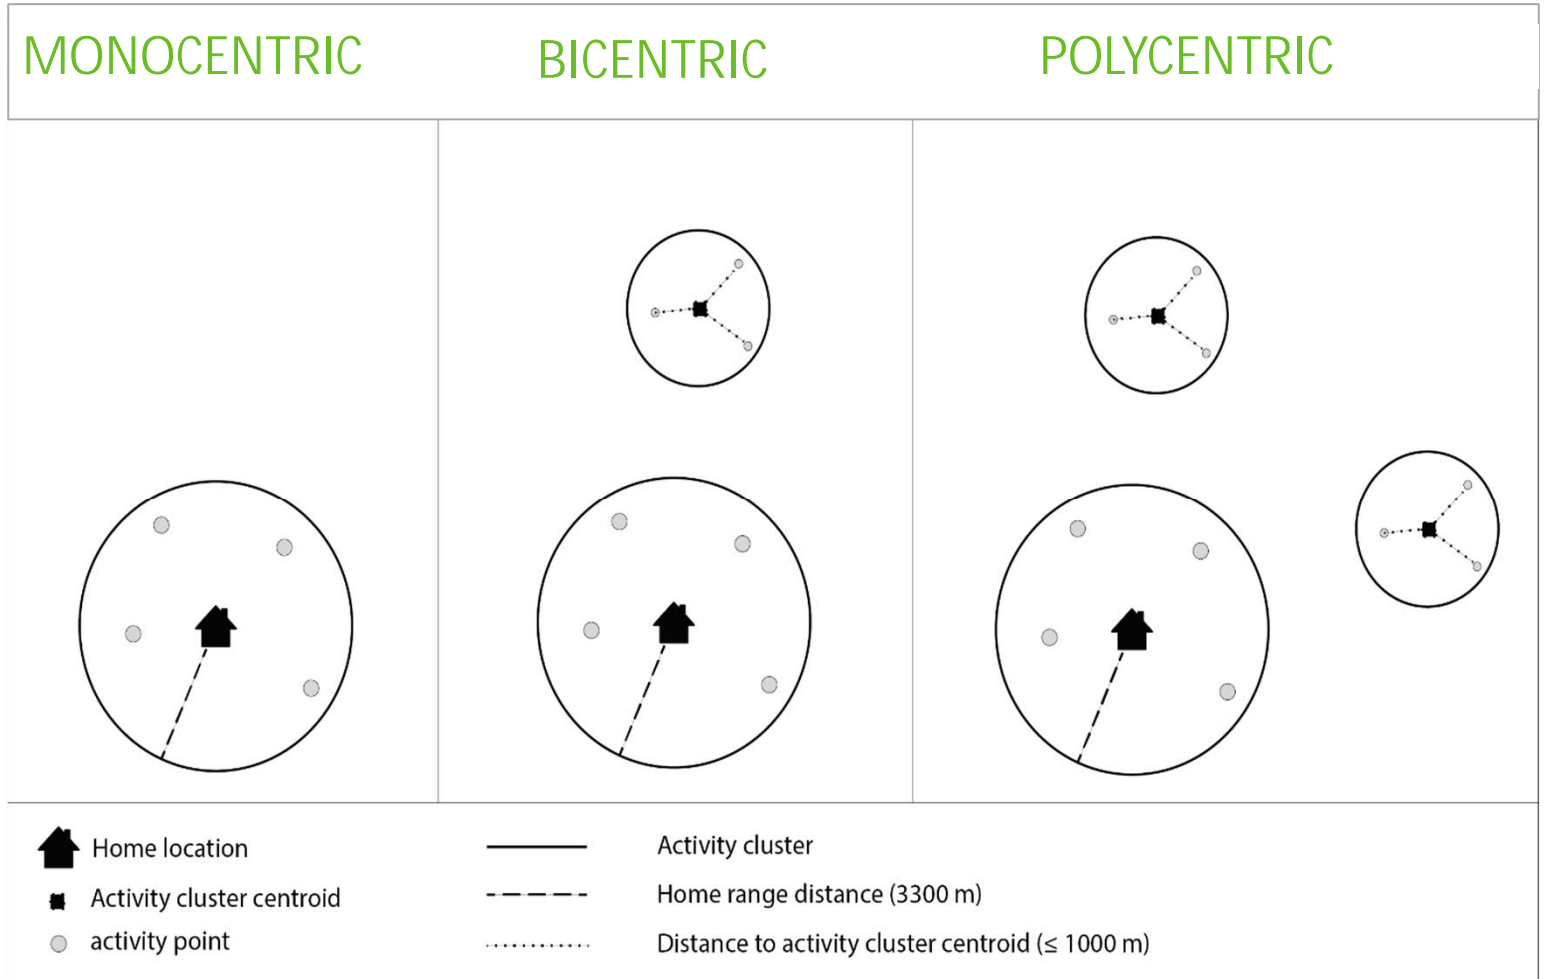 MONOCENTRIC
BICENTRIC
POLYCENTRIC
Home location
Activity cluster centroid
activity point
Activity cluster
Home range distance (3300 m)
Distance to activity cluster centroid (≤ 1000 m)